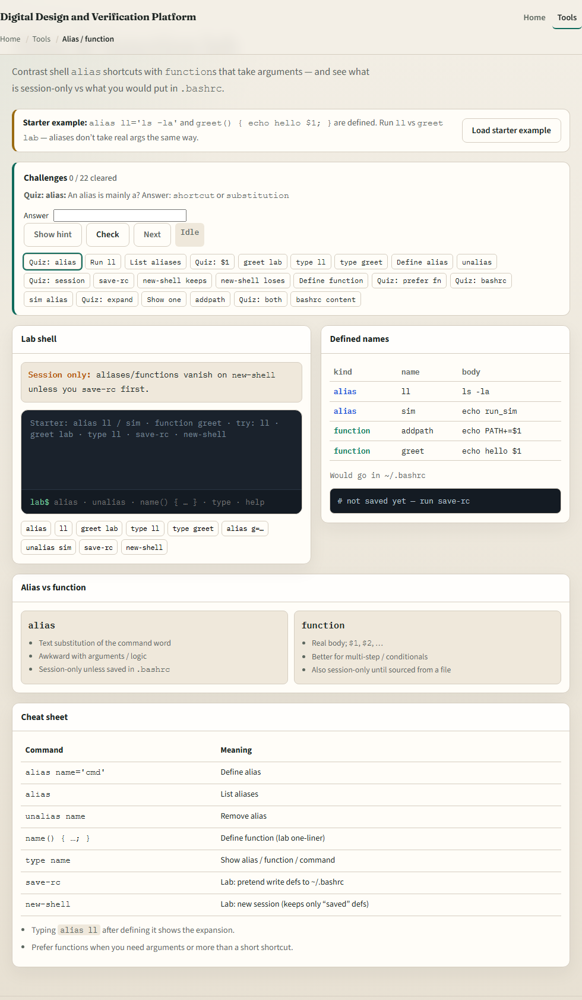 Digital Design and Verification Platform
Home Tools
Home / Tools / Alias / function
Contrast shell alias shortcuts with functions that take arguments — and see what
is session-only vs what you would put in .bashrc.
Starter example: alias ll='ls -la' and greet() { echo hello $1; } are defined. Run ll vs greet
lab — aliases don't take real args the same way.
Load starter example
Challenges 0 / 22 cleared
Quiz: alias: An alias is mainly a? Answer: shortcut or substitution
Answer
Show hint Check Next Idle
Quiz: alias Run ll List aliases Quiz: $1 greet lab type ll type greet Define alias unalias
Quiz: session save-rc new-shell keeps new-shell loses Define function Quiz: prefer fn Quiz: bashrc
sim alias Quiz: expand Show one addpath Quiz: both bashrc content
Lab shell
Session only: aliases/functions vanish on new-shell
unless you save-rc first.
Starter: alias ll / sim · function greet · try: ll ·
greet lab · type ll · save-rc · new-shell
lab$ alias · unalias · name() { … } · type · help
alias ll greet lab type ll type greet alias g=…
unalias sim save-rc new-shell
Defined names
kind name body
alias ll ls -la
alias sim echo run_sim
function addpath echo PATH+=$1
function greet echo hello $1
Would go in ~/.bashrc
# not saved yet — run save-rc
Alias vs function
alias
• Text substitution of the command word
• Awkward with arguments / logic
• Session-only unless saved in .bashrc
function
• Real body; $1, $2, …
• Better for multi-step / conditionals
• Also session-only until sourced from a file
Cheat sheet
Command Meaning
alias name='cmd' Define alias
alias List aliases
unalias name Remove alias
name() { …; } Define function (lab one-liner)
type name Show alias / function / command
save-rc Lab: pretend write defs to ~/.bashrc
new-shell Lab: new session (keeps only “saved” defs)
• Typing alias ll after defining it shows the expansion.
• Prefer functions when you need arguments or more than a short shortcut.